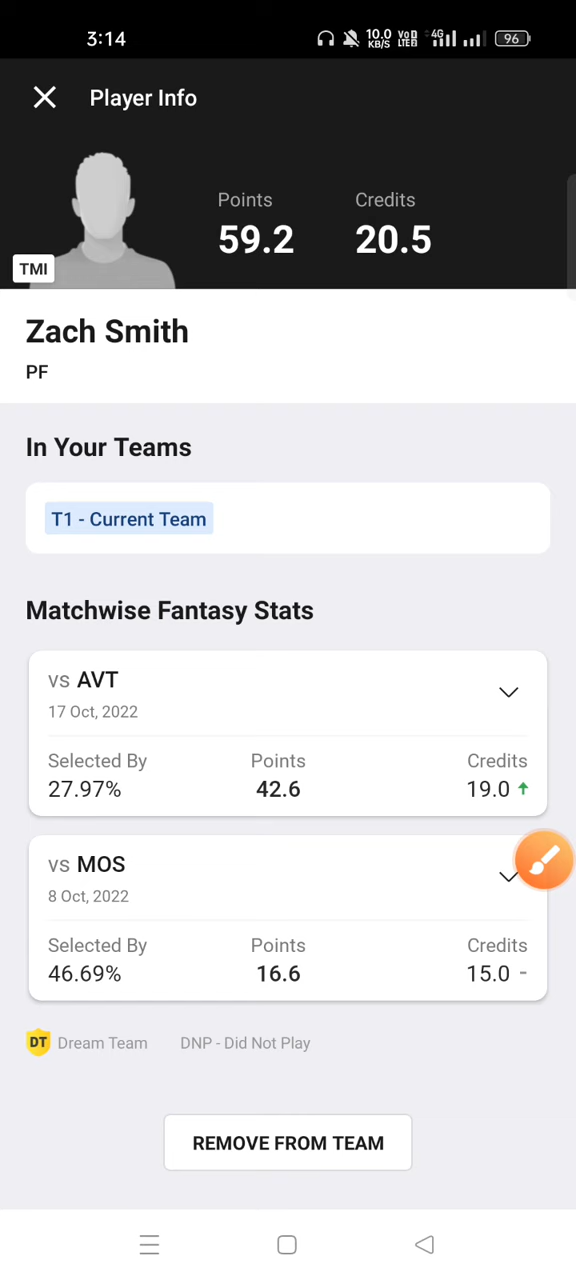 3:14 10.0 KB/S VoD LTE2 4G 96
Player Info
Points Credits
59.2 20.5
TMI
Zach Smith
PF
In Your Teams
T1 - Current Team
Matchwise Fantasy Stats
vs AVT
17 Oct, 2022
Selected By Points Credits
27.97% 42.6 19.0
vs MOS
8 Oct, 2022
Selected By Points Credits
46.69% 16.6 15.0 -
DT Dream Team DNP - Did Not Play
REMOVE FROM TEAM